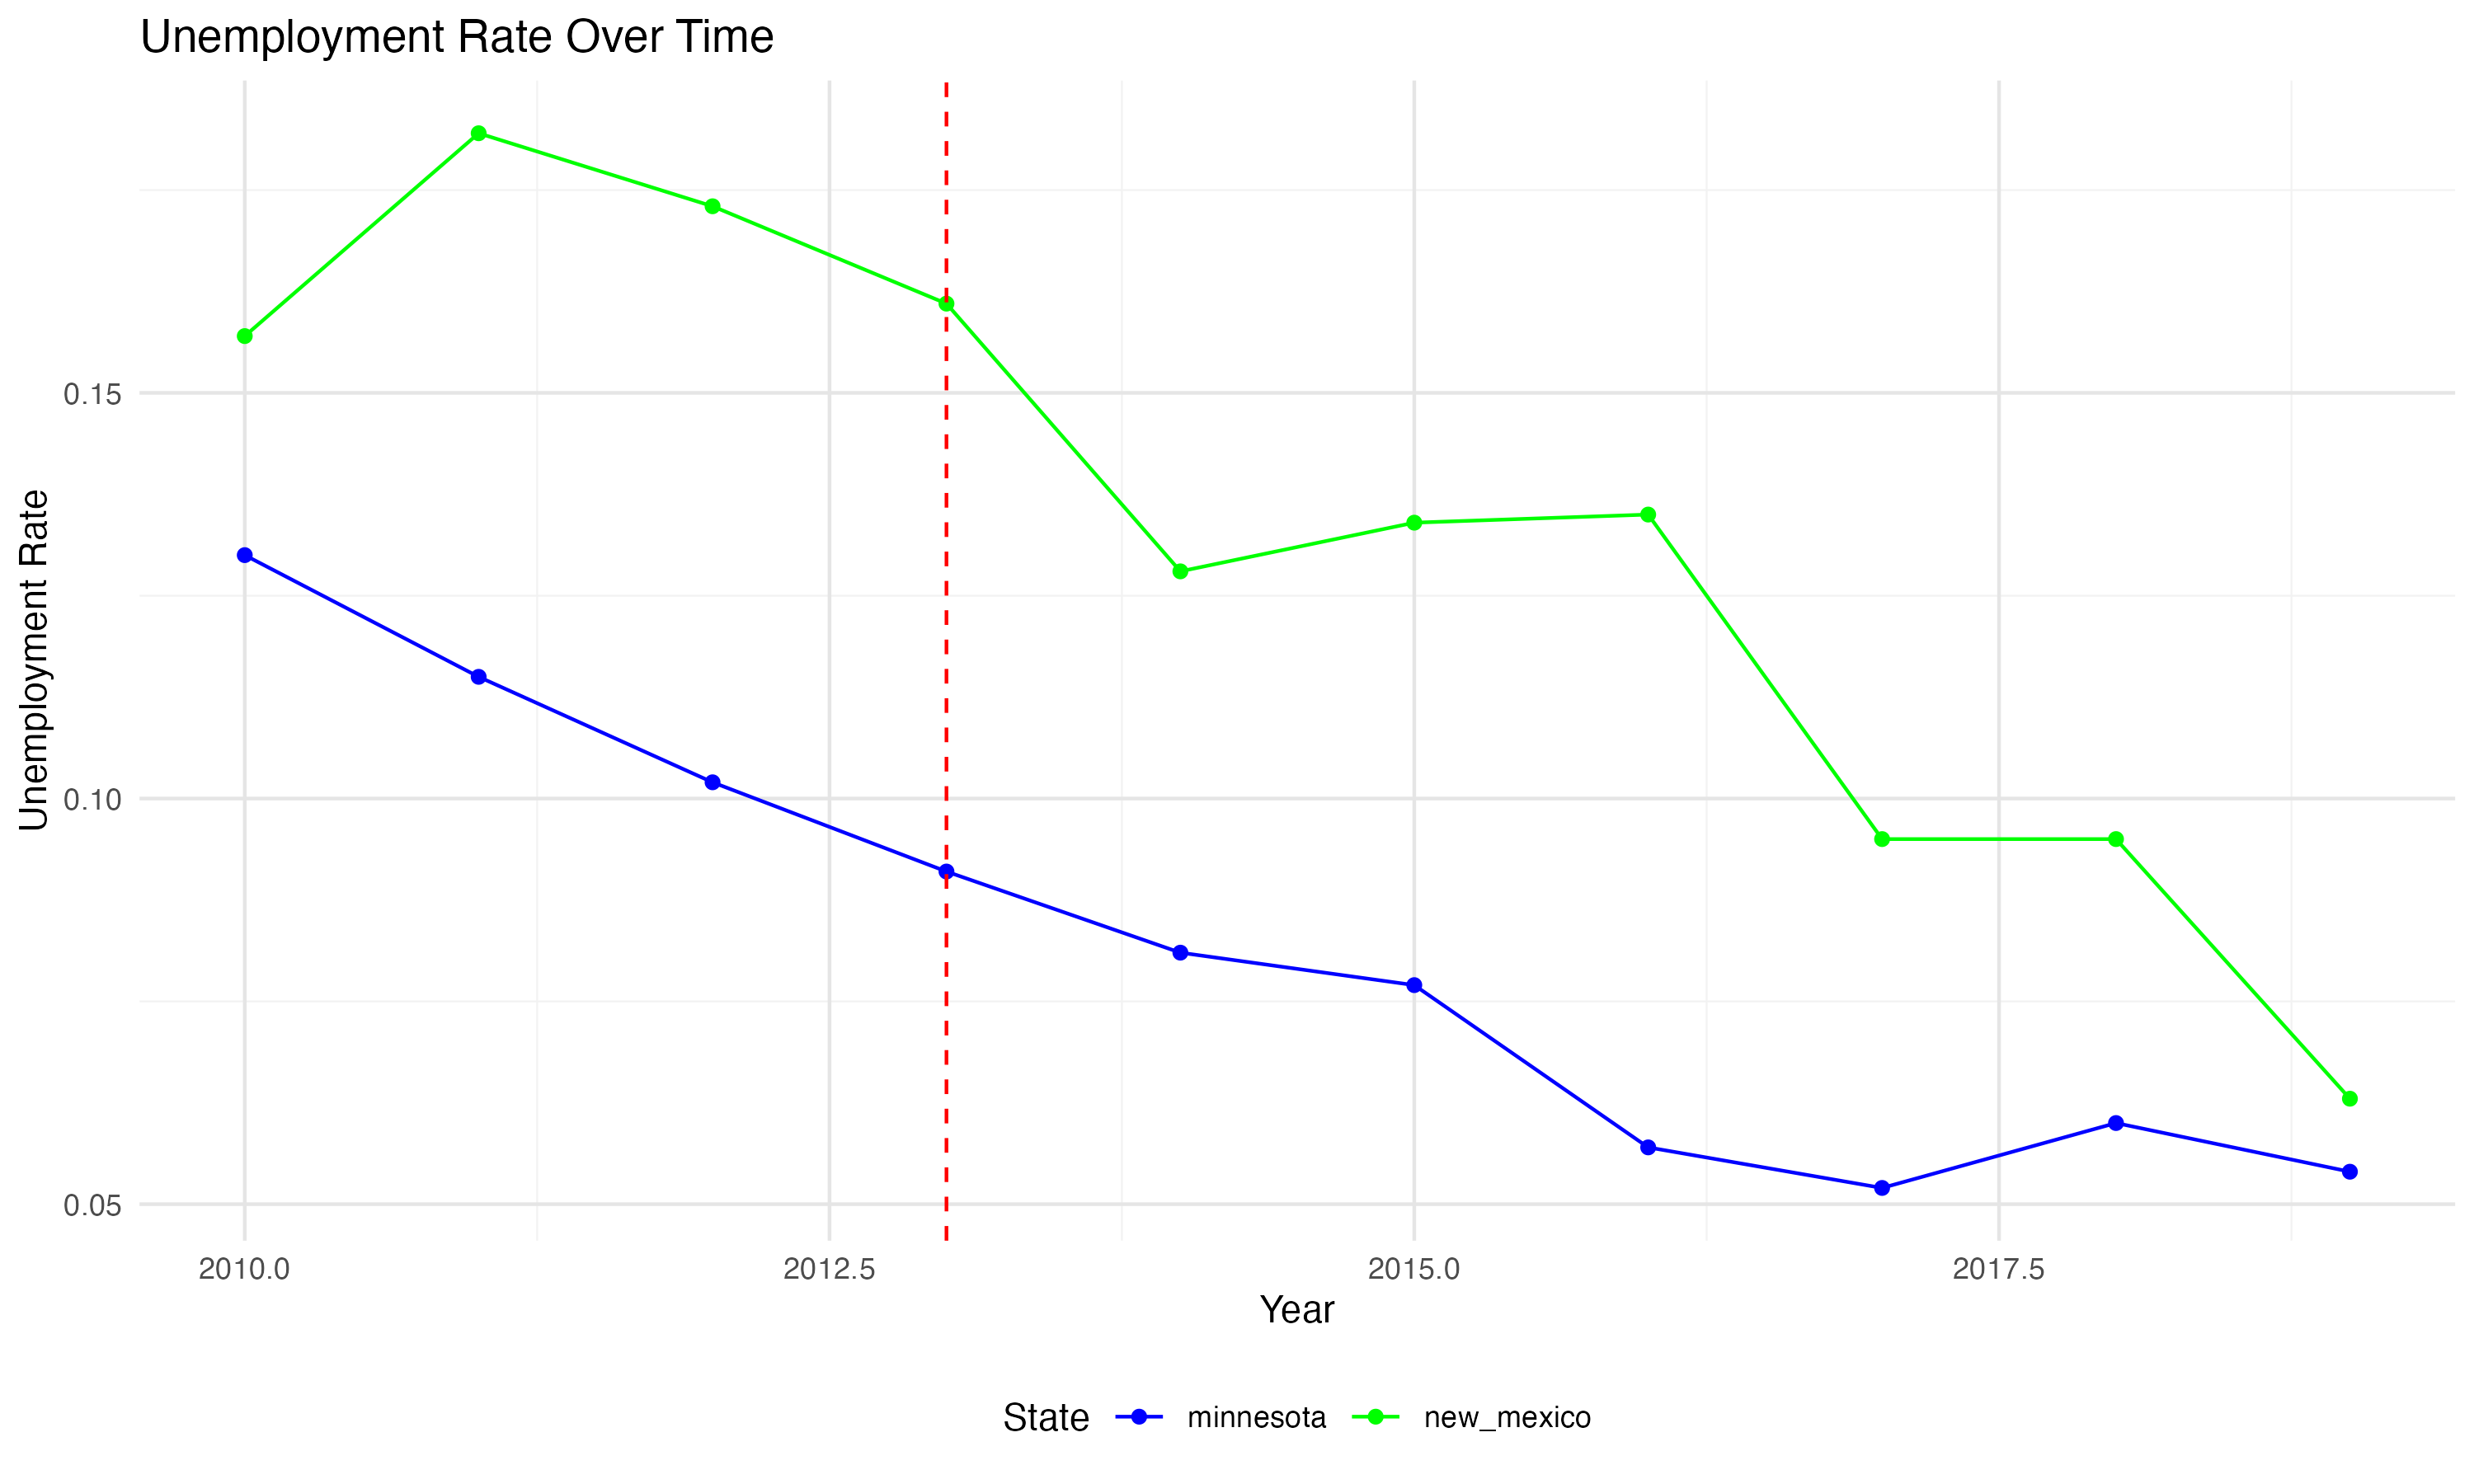 Unemployment Rate Over Time
Unemployment Rate
0.15
0.10
0.05
2010.0 2012.5 2015.0 2017.5
Year
State minnesota new_mexico